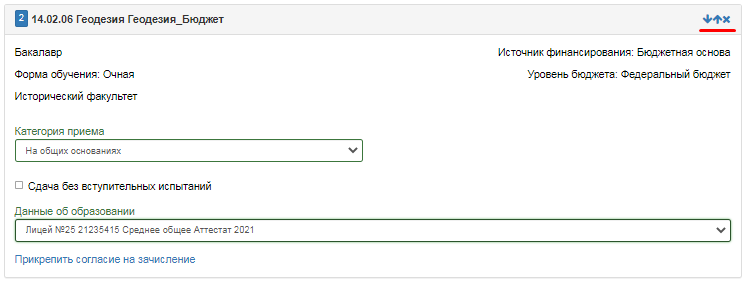 2 14.02.06 Геодезия Геодезия_Бюджет
Бакалавр
Источник финансирования: Бюджетная основа
Форма обучения: Очная
Уровень бюджета: Федеральный бюджет
Исторический факультет
Категория приема
На общих основаниях
Сдача без вступительных испытаний
Данные об образовании
Лицей №25 21235415 Среднее общее Аттестат 2021
Прикрепить согласие на зачисление